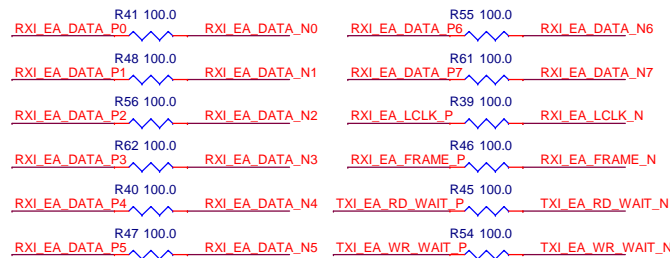 R41 100.0 R55 100.0
RXI_EA_DATA_P0 RXI_EA_DATA_N0 RXI_EA_DATA_P6 RXI_EA_DATA_N6
R48 100.0 R61 100.0
RXI_EA_DATA_P1 RXI_EA_DATA_N1 RXI_EA_DATA_P7 RXI_EA_DATA_N7
R56 100.0 R39 100.0
RXI_EA_DATA_P2 RXI_EA_DATA_N2 RXI_EA_LCLK_P RXI_EA_LCLK_N
R62 100.0 R46 100.0
RXI_EA_DATA_P3 RXI_EA_DATA_N3 RXI_EA_FRAME_P RXI_EA_FRAME_N
R40 100.0 R45 100.0
RXI_EA_DATA_P4 RXI_EA_DATA_N4 TXI_EA_RD_WAIT_P TXI_EA_RD_WAIT_N
R47 100.0 R54 100.0
RXI_EA_DATA_P5 RXI_EA_DATA_N5 TXI_EA_WR_WAIT_P TXI_EA_WR_WAIT_N